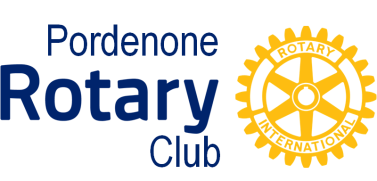 Pordenone
Rotary
Club
ROTARY
INTERNATIONAL